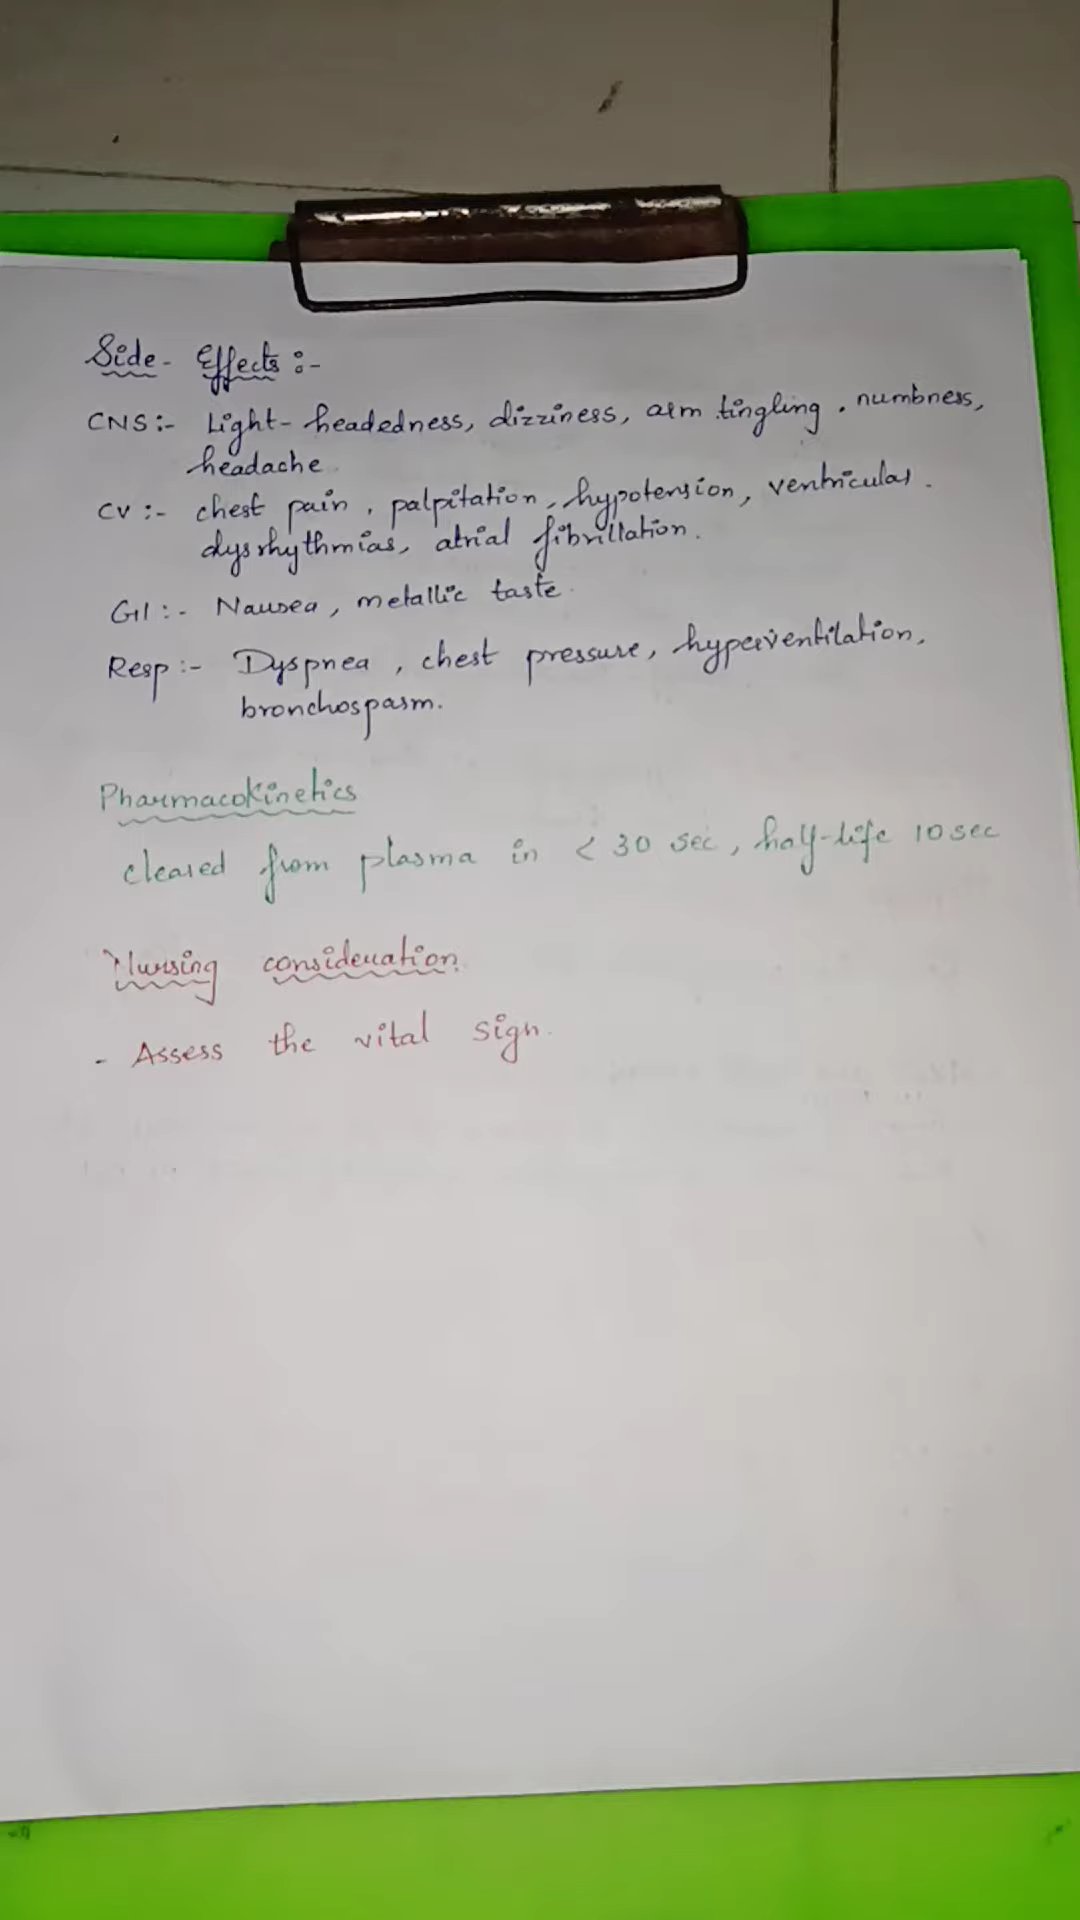 Side - Effects :-
CNS :- Light - headedness, dizziness, arm tingling, numbness,
headache.
CV :- chest pain, palpitation, hypotension, ventricular.
dysrhythmias, atrial fibrillation.
GI :- Nausea, metallic taste.
Resp :- Dyspnea, chest pressure, hyperventilation,
bronchospasm.
Pharmacokinetics
cleared from plasma in < 30 sec, half-life 10 sec
Nursing consideration
- Assess the vital sign.